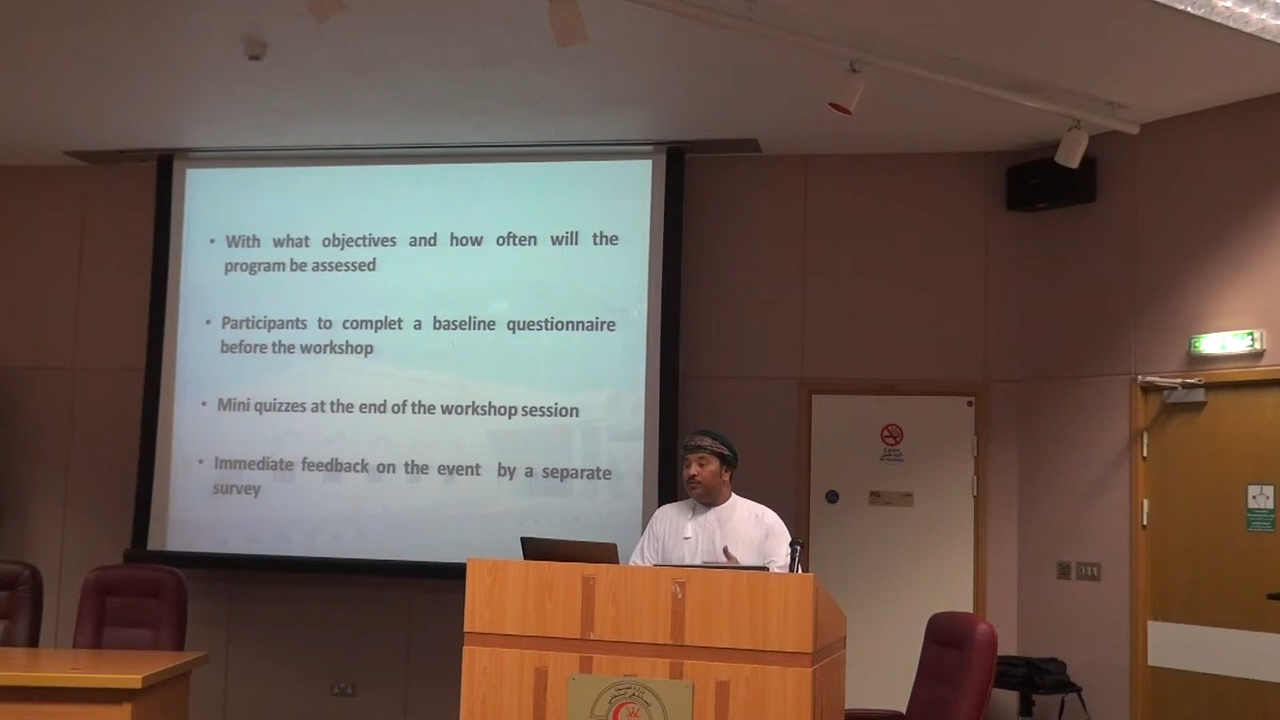 • With what objectives and how often will the
program be assessed
• Participants to complet a baseline questionnaire
before the workshop
• Mini quizzes at the end of the workshop session
• Immediate feedback on the event by a separate
survey